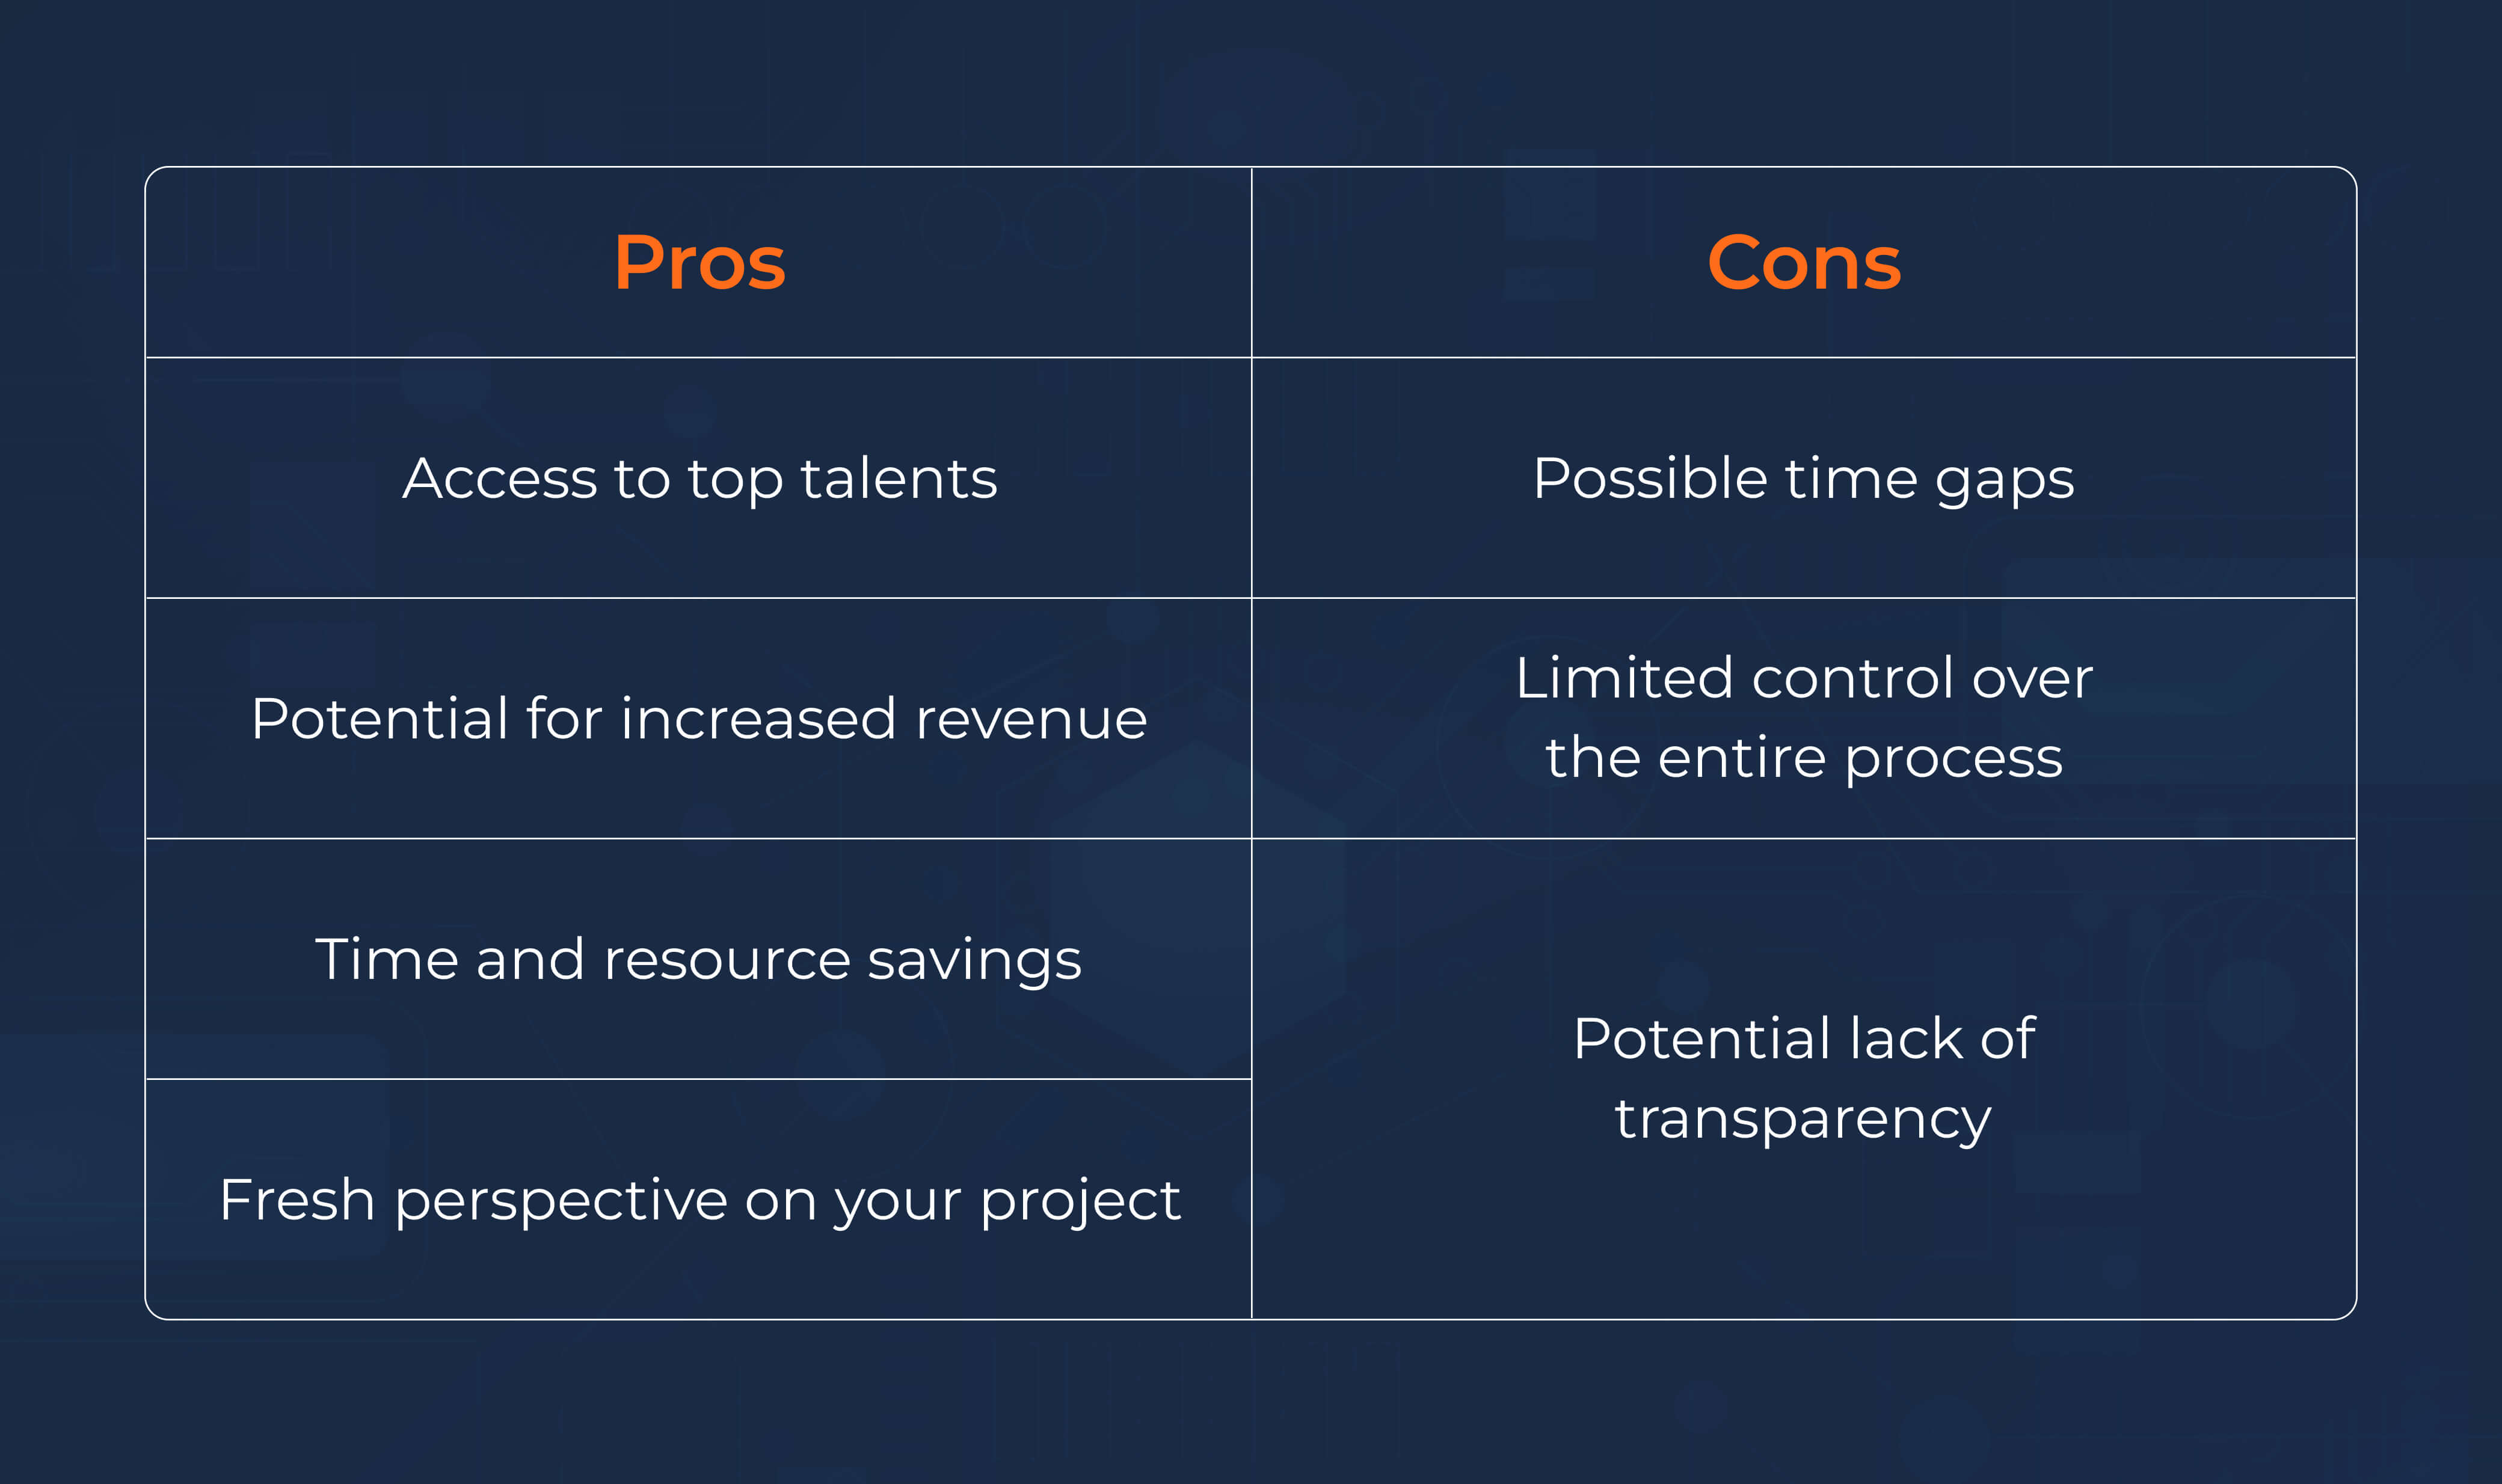 Pros
Cons
Access to top talents
Possible time gaps
Potential for increased revenue
Limited control over
the entire process
Time and resource savings
Potential lack of
transparency
Fresh perspective on your project